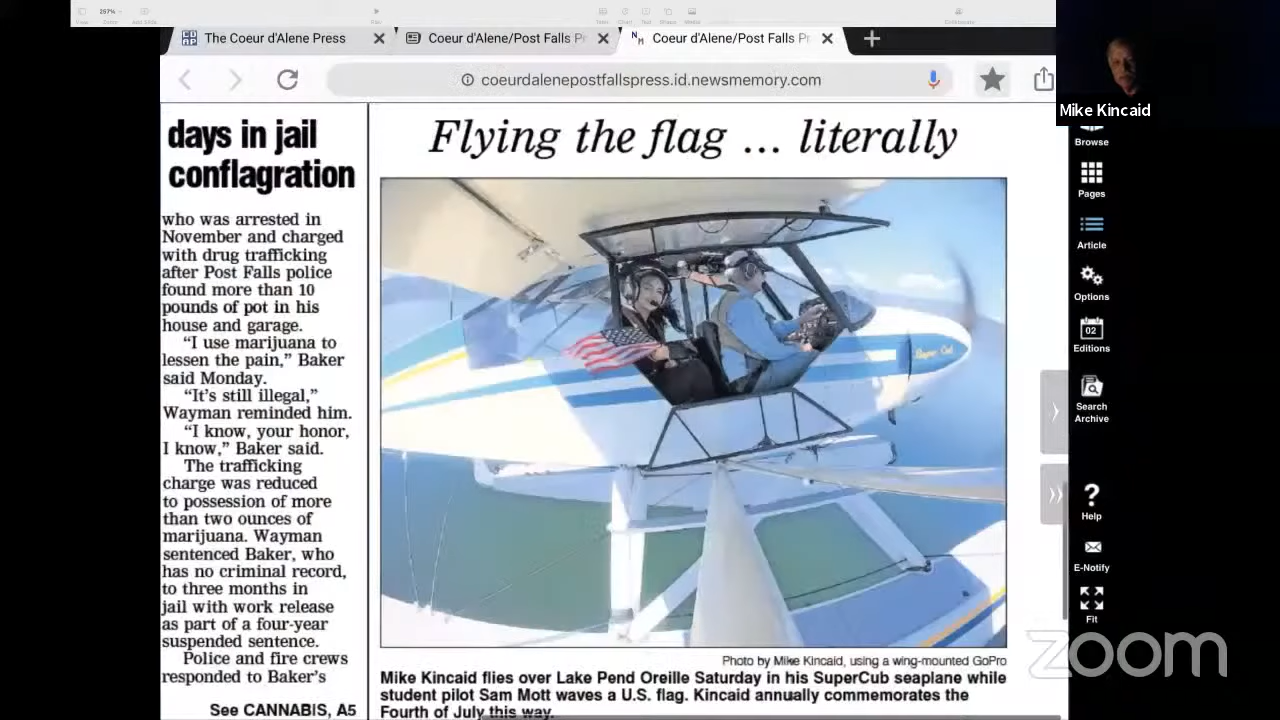 257%
The Coeur d'Alene Press
Coeur d'Alene/Post Falls P
Coeur d'Alene/Post Falls Pr
coeurdalenepostfallspress.id.newsmemory.com
Mike Kincaid
Browse
Pages
Article
Options
02
Editions
Search
Archive
Help
E-Notify
Fit
days in jail
conflagration
who was arrested in
November and charged
with drug trafficking
after Post Falls police
found more than 10
pounds of pot in his
house and garage.
“I use marijuana to
lessen the pain,” Baker
said Monday.
“It's still illegal,”
Wayman reminded him.
“I know, your honor,
I know,” Baker said.
The trafficking
charge was reduced
to possession of more
than two ounces of
marijuana. Wayman
sentenced Baker, who
has no criminal record,
to three months in
jail with work release
as part of a four-year
suspended sentence.
Police and fire crews
responded to Baker's
See CANNABIS, A5
Flying the flag ... literally
Super Cub
Photo by Mike Kincaid, using a wing-mounted GoPro
Mike Kincaid flies over Lake Pend Oreille Saturday in his SuperCub seaplane while
student pilot Sam Mott waves a U.S. flag. Kincaid annually commemorates the
Fourth of July this way.
zoom